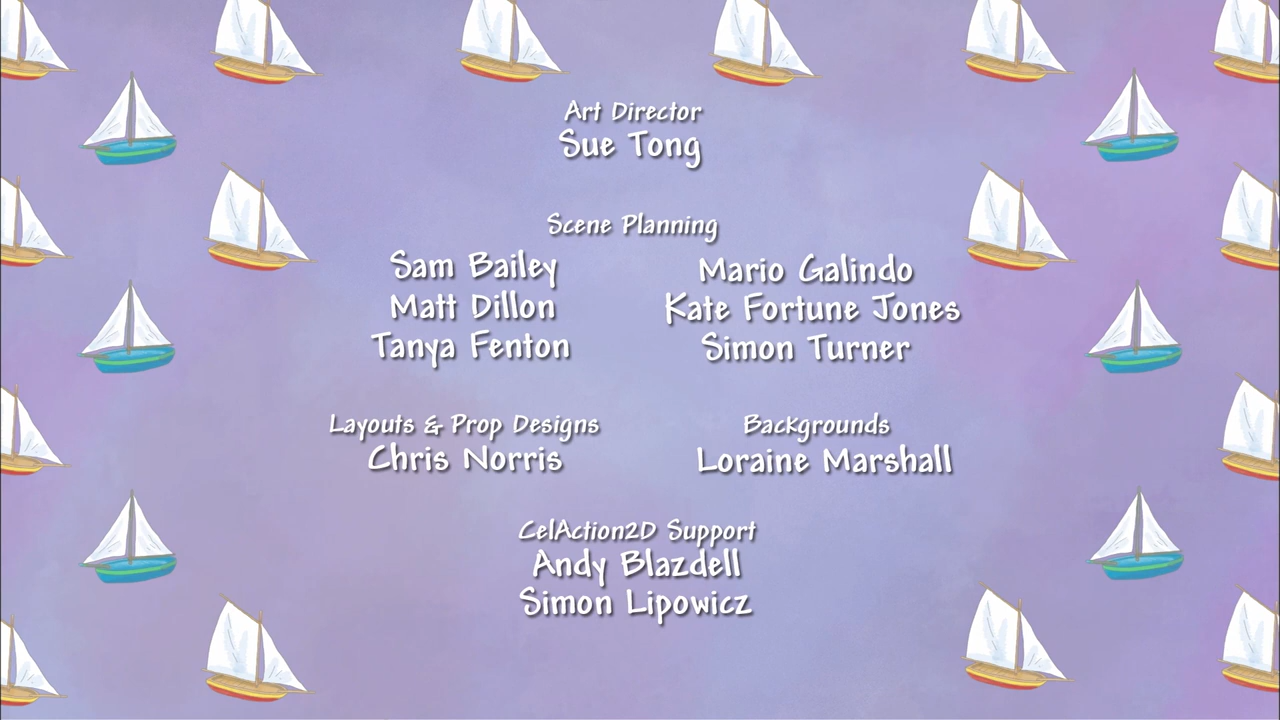 Art Director
Sue Tong
Scene Planning
Sam Bailey
Matt Dillon
Tanya Fenton
Mario Galindo
Kate Fortune Jones
Simon Turner
Layouts & Prop Designs
Chris Norris
Backgrounds
Loraine Marshall
CelAction2D Support
Andy Blazdell
Simon Lipowicz